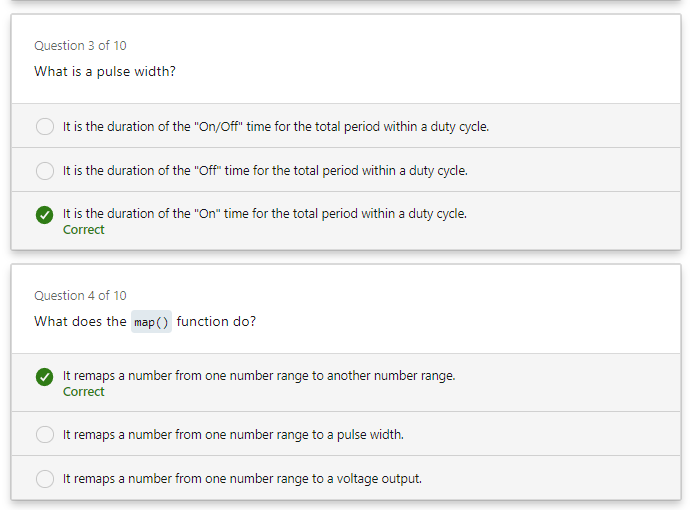 Question 3 of 10
What is a pulse width?
It is the duration of the "On/Off" time for the total period within a duty cycle.
It is the duration of the "Off" time for the total period within a duty cycle.
It is the duration of the "On" time for the total period within a duty cycle.
Correct
Question 4 of 10
What does the map() function do?
It remaps a number from one number range to another number range.
Correct
It remaps a number from one number range to a pulse width.
It remaps a number from one number range to a voltage output.